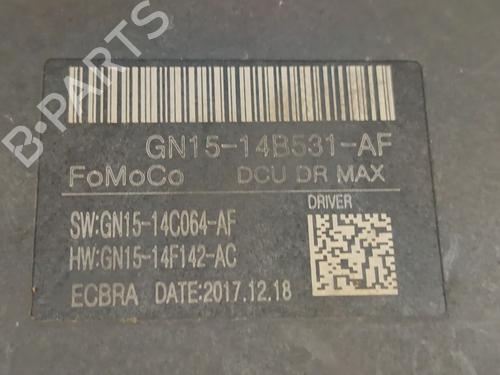 B-PARTS
GN15-14B531-AF
FoMoCo DCU DR MAX
SW:GN15-14C064-AF DRIVER
HW:GN15-14F142-AC
ECBRA DATE:2017.12.18